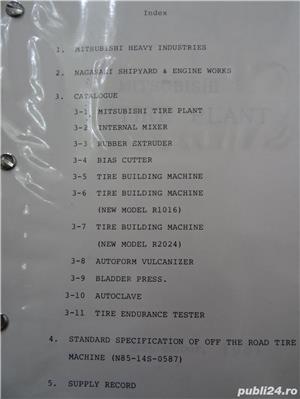 Index
1. MITSUBISHI HEAVY INDUSTRIES
2. NAGASAKI SHIPYARD & ENGINE WORKS
3. CATALOGUE
3-1 MITSUBISHI TIRE PLANT
3-2 INTERNAL MIXER
3-3 RUBBER EXTRUDER
3-4 BIAS CUTTER
3-5 TIRE BUILDING MACHINE
3-6 TIRE BUILDING MACHINE
(NEW MODEL R1016)
3-7 TIRE BUILDING MACHINE
(NEW MODEL R2024)
3-8 AUTOFORM VULCANIZER
3-9 BLADDER PRESS.
3-10 AUTOCLAVE
3-11 TIRE ENDURANCE TESTER
4. STANDARD SPECIFICATION OF OFF THE ROAD TIRE
MACHINE (N85-14S-0587)
5. SUPPLY RECORD
publi24.ro